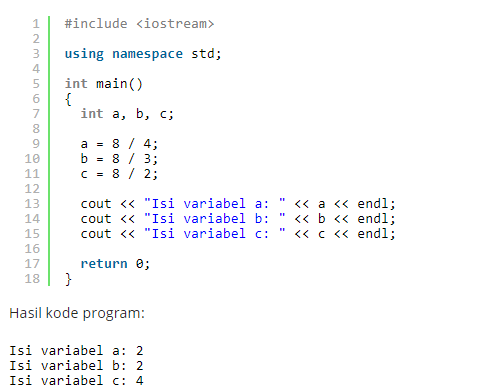 1 #include <iostream>
2
3 using namespace std;
4
5 int main()
6 {
7   int a, b, c;
8
9   a = 8 / 4;
10   b = 8 / 3;
11   c = 8 / 2;
12
13   cout << "Isi variabel a: " << a << endl;
14   cout << "Isi variabel b: " << b << endl;
15   cout << "Isi variabel c: " << c << endl;
16
17   return 0;
18 }
Hasil kode program:
Isi variabel a: 2
Isi variabel b: 2
Isi variabel c: 4